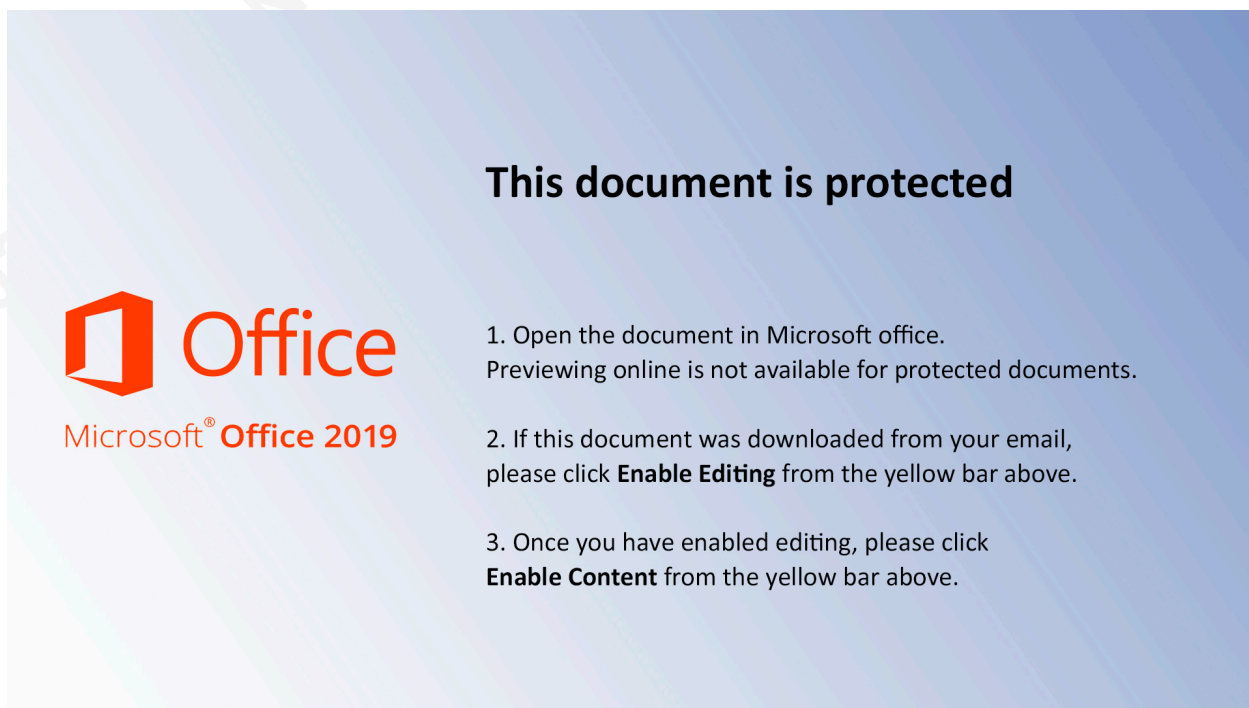 This document is protected
Office
Microsoft® Office 2019
1. Open the document in Microsoft office.
Previewing online is not available for protected documents.
2. If this document was downloaded from your email,
please click Enable Editing from the yellow bar above.
3. Once you have enabled editing, please click
Enable Content from the yellow bar above.